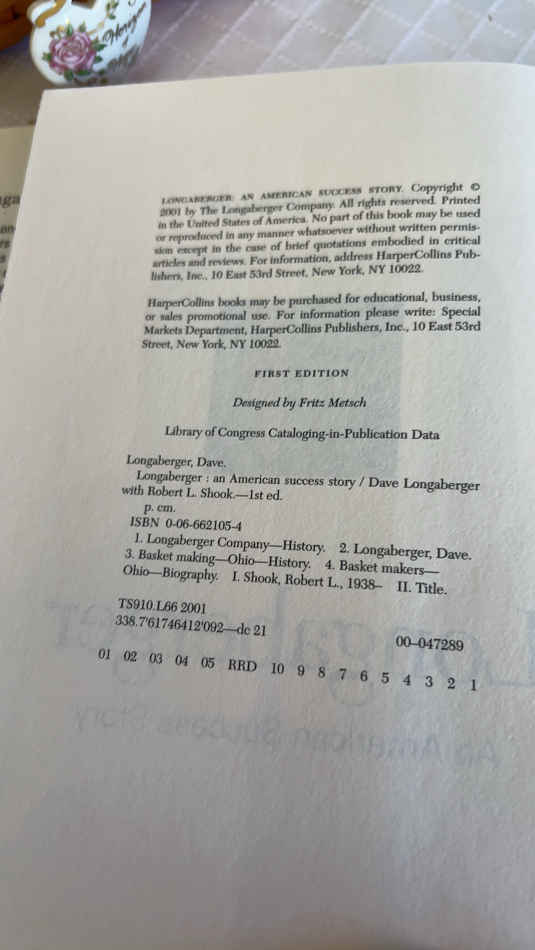 Horizon
LONGABERGER: AN AMERICAN SUCCESS STORY. Copyright ©
2001 by The Longaberger Company. All rights reserved. Printed
in the United States of America. No part of this book may be used
or reproduced in any manner whatsoever without written permis-
sion except in the case of brief quotations embodied in critical
articles and reviews. For information, address HarperCollins Pub-
lishers, Inc., 10 East 53rd Street, New York, NY 10022.
HarperCollins books may be purchased for educational, business,
or sales promotional use. For information please write: Special
Markets Department, HarperCollins Publishers, Inc., 10 East 53rd
Street, New York, NY 10022.
FIRST EDITION
Designed by Fritz Metsch
Library of Congress Cataloging-in-Publication Data
Longaberger, Dave.
Longaberger : an American success story / Dave Longaberger
with Robert L. Shook.—1st ed.
p. cm.
ISBN 0-06-662105-4
1. Longaberger Company—History. 2. Longaberger, Dave.
3. Basket making—Ohio—History. 4. Basket makers—
Ohio—Biography. I. Shook, Robert L., 1938– II. Title.
TS910.L66 2001
338.7'61746412'092—dc 21
00–047289
01 02 03 04 05 RRD 10 9 8 7 6 5 4 3 2 1
Longaberger
An American Success Story